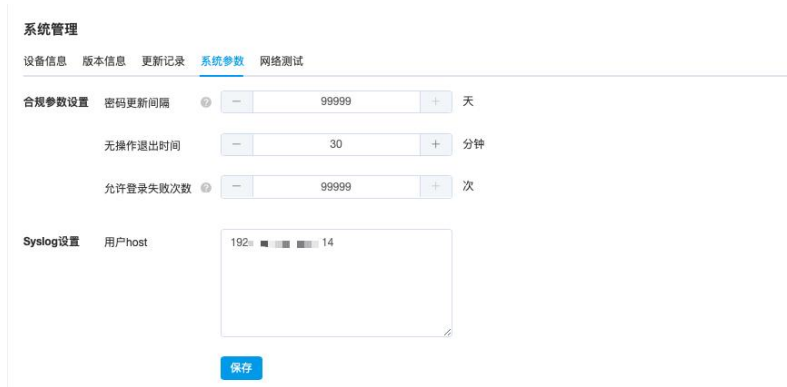 系统管理
设备信息 版本信息 更新记录 系统参数 网络测试
合规参数设置 密码更新间隔 ? − 99999 + 天
无操作退出时间 − 30 + 分钟
允许登录失败次数 ? − 99999 + 次
Syslog设置 用户host 192 14
保存